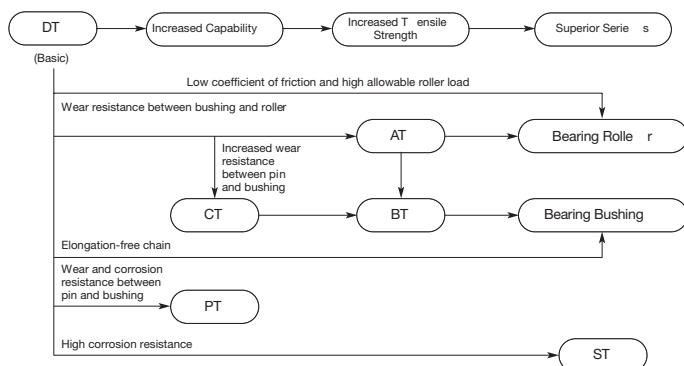 DT
Increased Capability
Increased T ensile
Strength
Superior Serie s
(Basic)
Low coefficient of friction and high allowable roller load
Wear resistance between bushing and roller
AT
Bearing Rolle r
Increased wear
resistance
between pin
and bushing
CT
BT
Bearing Bushing
Elongation-free chain
Wear and corrosion
resistance between
pin and bushing
PT
High corrosion resistance
ST